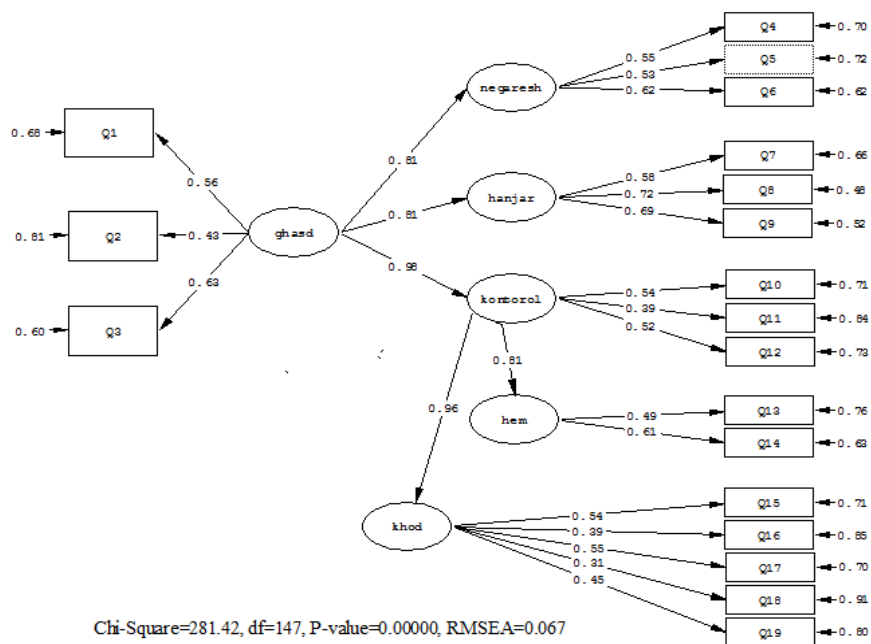 0.68
Q1
0.56
0.81
Q2
0.43
0.60
Q3
0.63
ghasd
0.81
negaresh
0.55
Q4
0.70
0.53
Q5
0.72
0.62
Q6
0.62
0.81
hanjar
0.58
Q7
0.66
0.72
Q8
0.48
0.69
Q9
0.52
0.98
kontorol
0.54
Q10
0.71
0.39
Q11
0.84
0.52
Q12
0.73
0.81
hem
0.49
Q13
0.76
0.61
Q14
0.63
0.96
khod
0.54
Q15
0.71
0.39
Q16
0.85
0.55
Q17
0.70
0.31
Q18
0.91
0.45
Q19
0.80
Chi-Square=281.42, df=147, P-value=0.00000, RMSEA=0.067